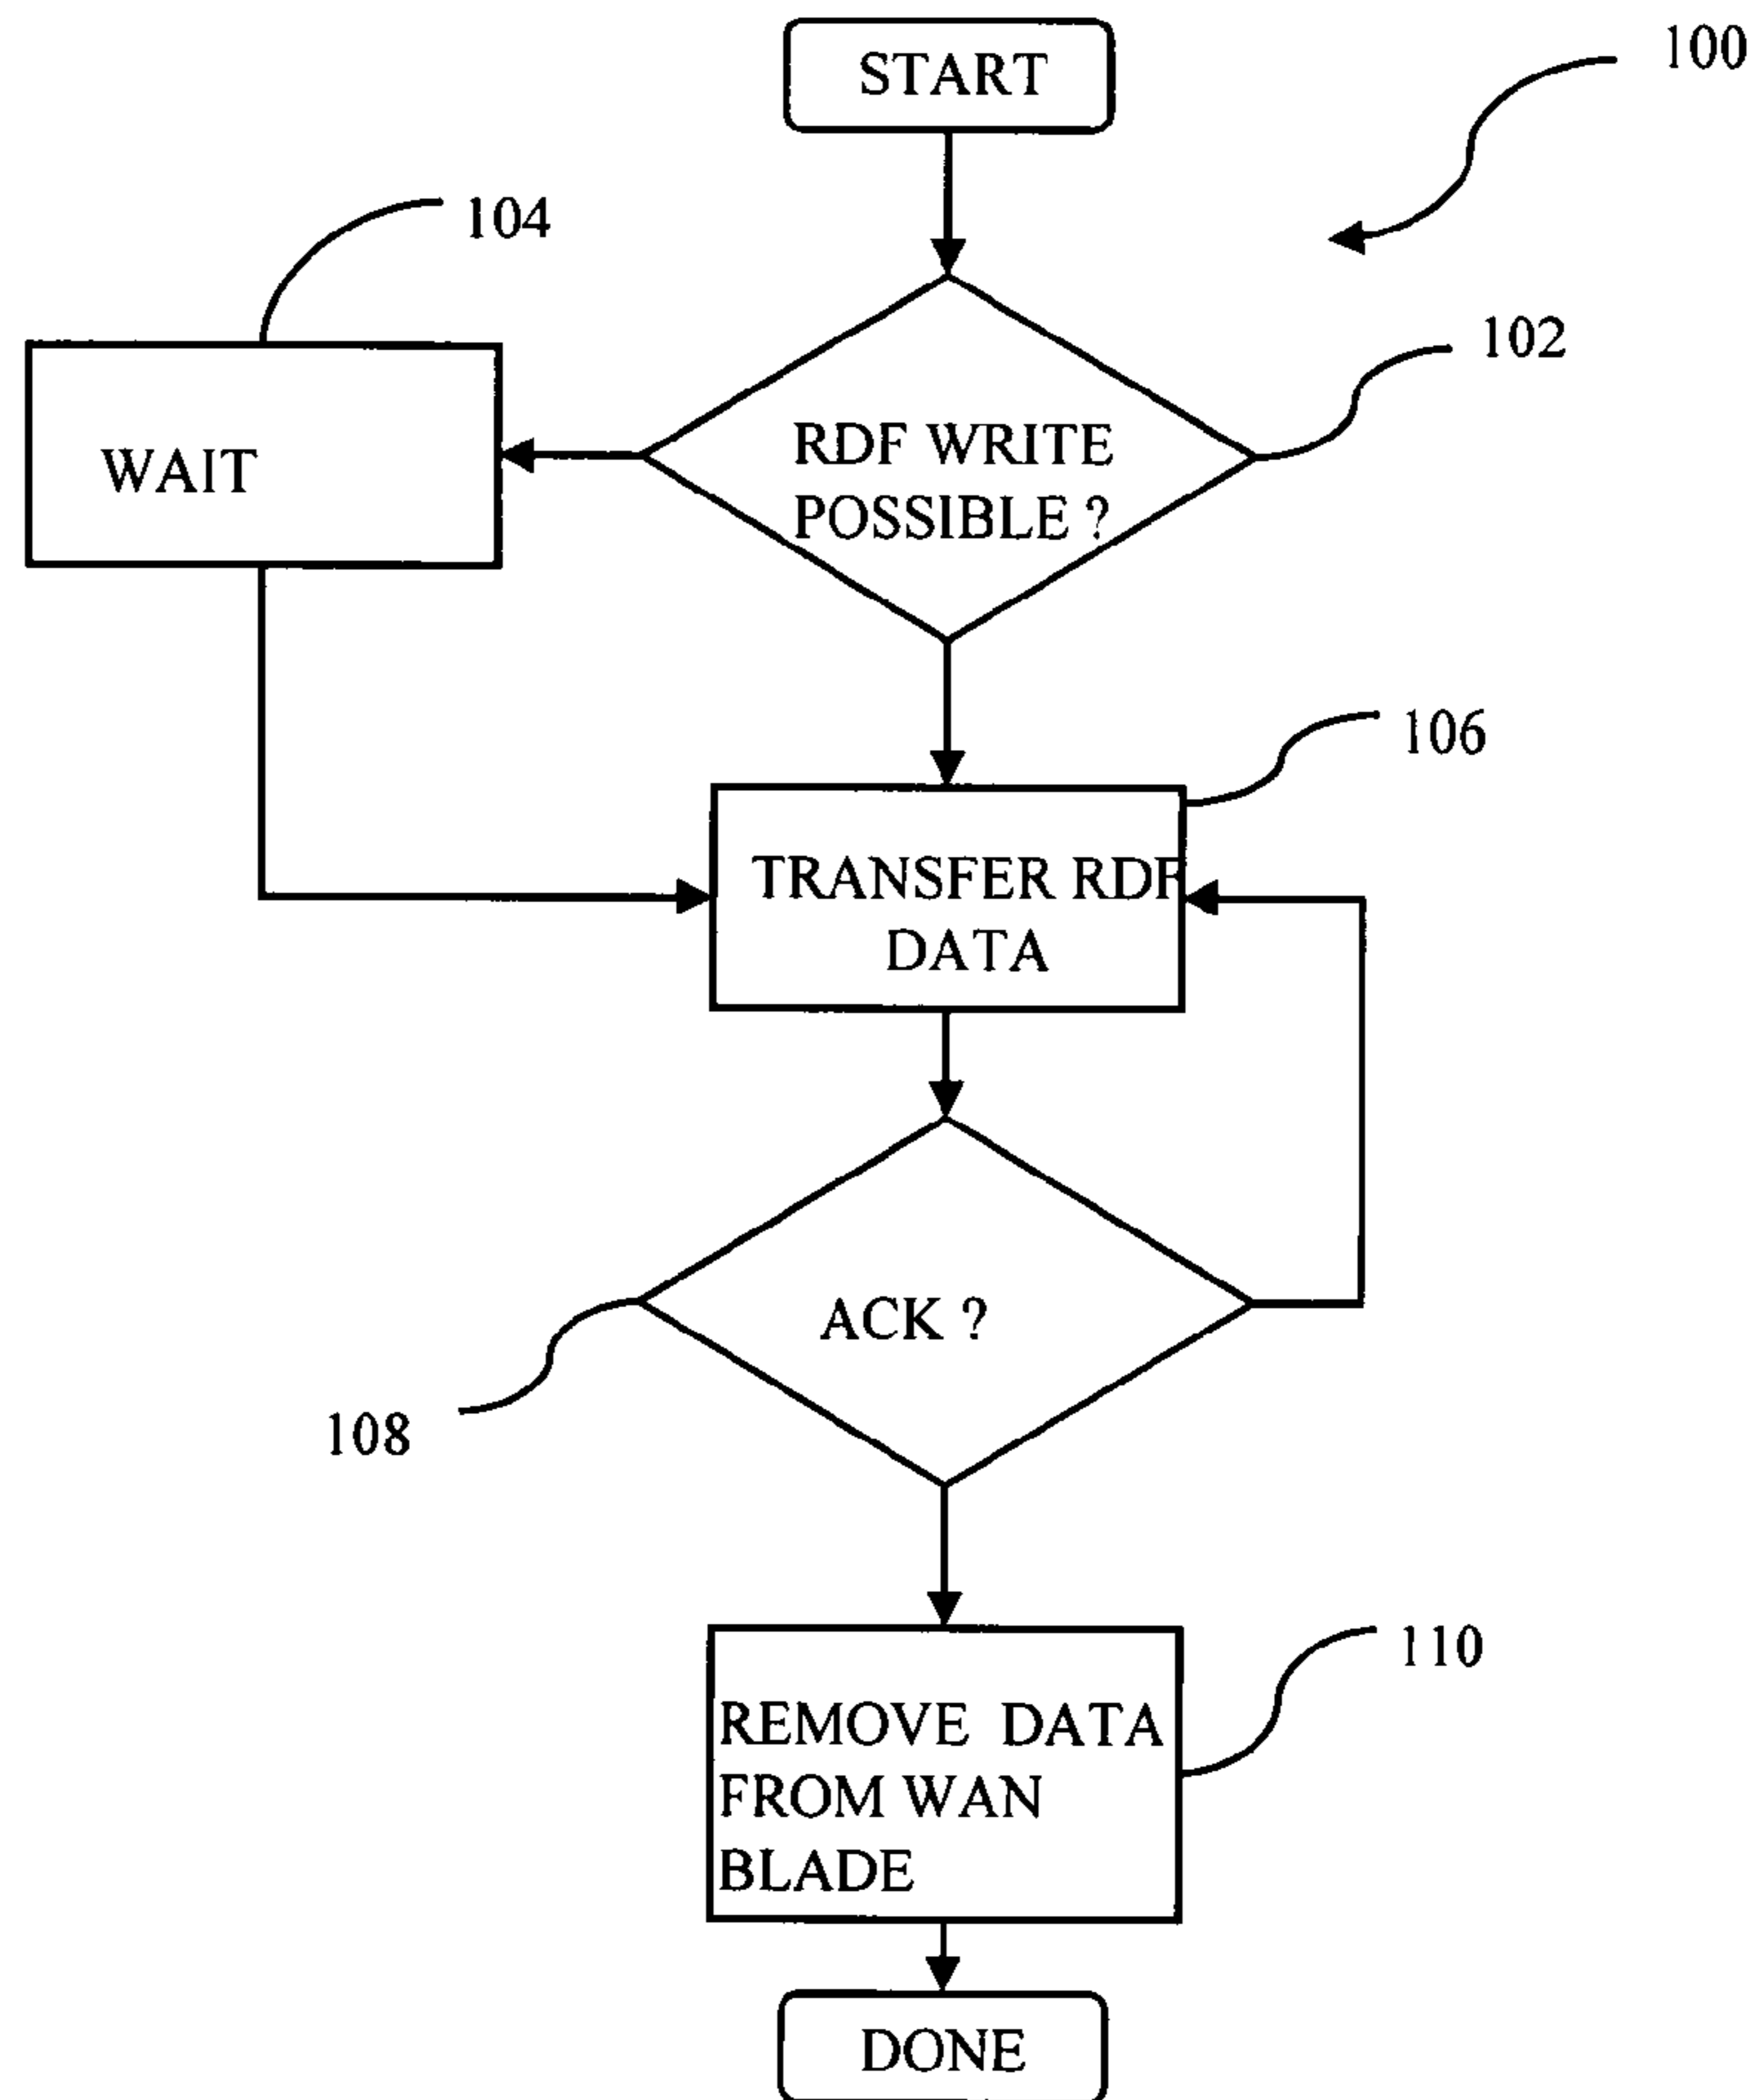 START
100
104
102
WAIT
RDF WRITE
POSSIBLE ?
106
TRANSFER RDF
DATA
ACK ?
108
110
REMOVE DATA
FROM WAN
BLADE
DONE